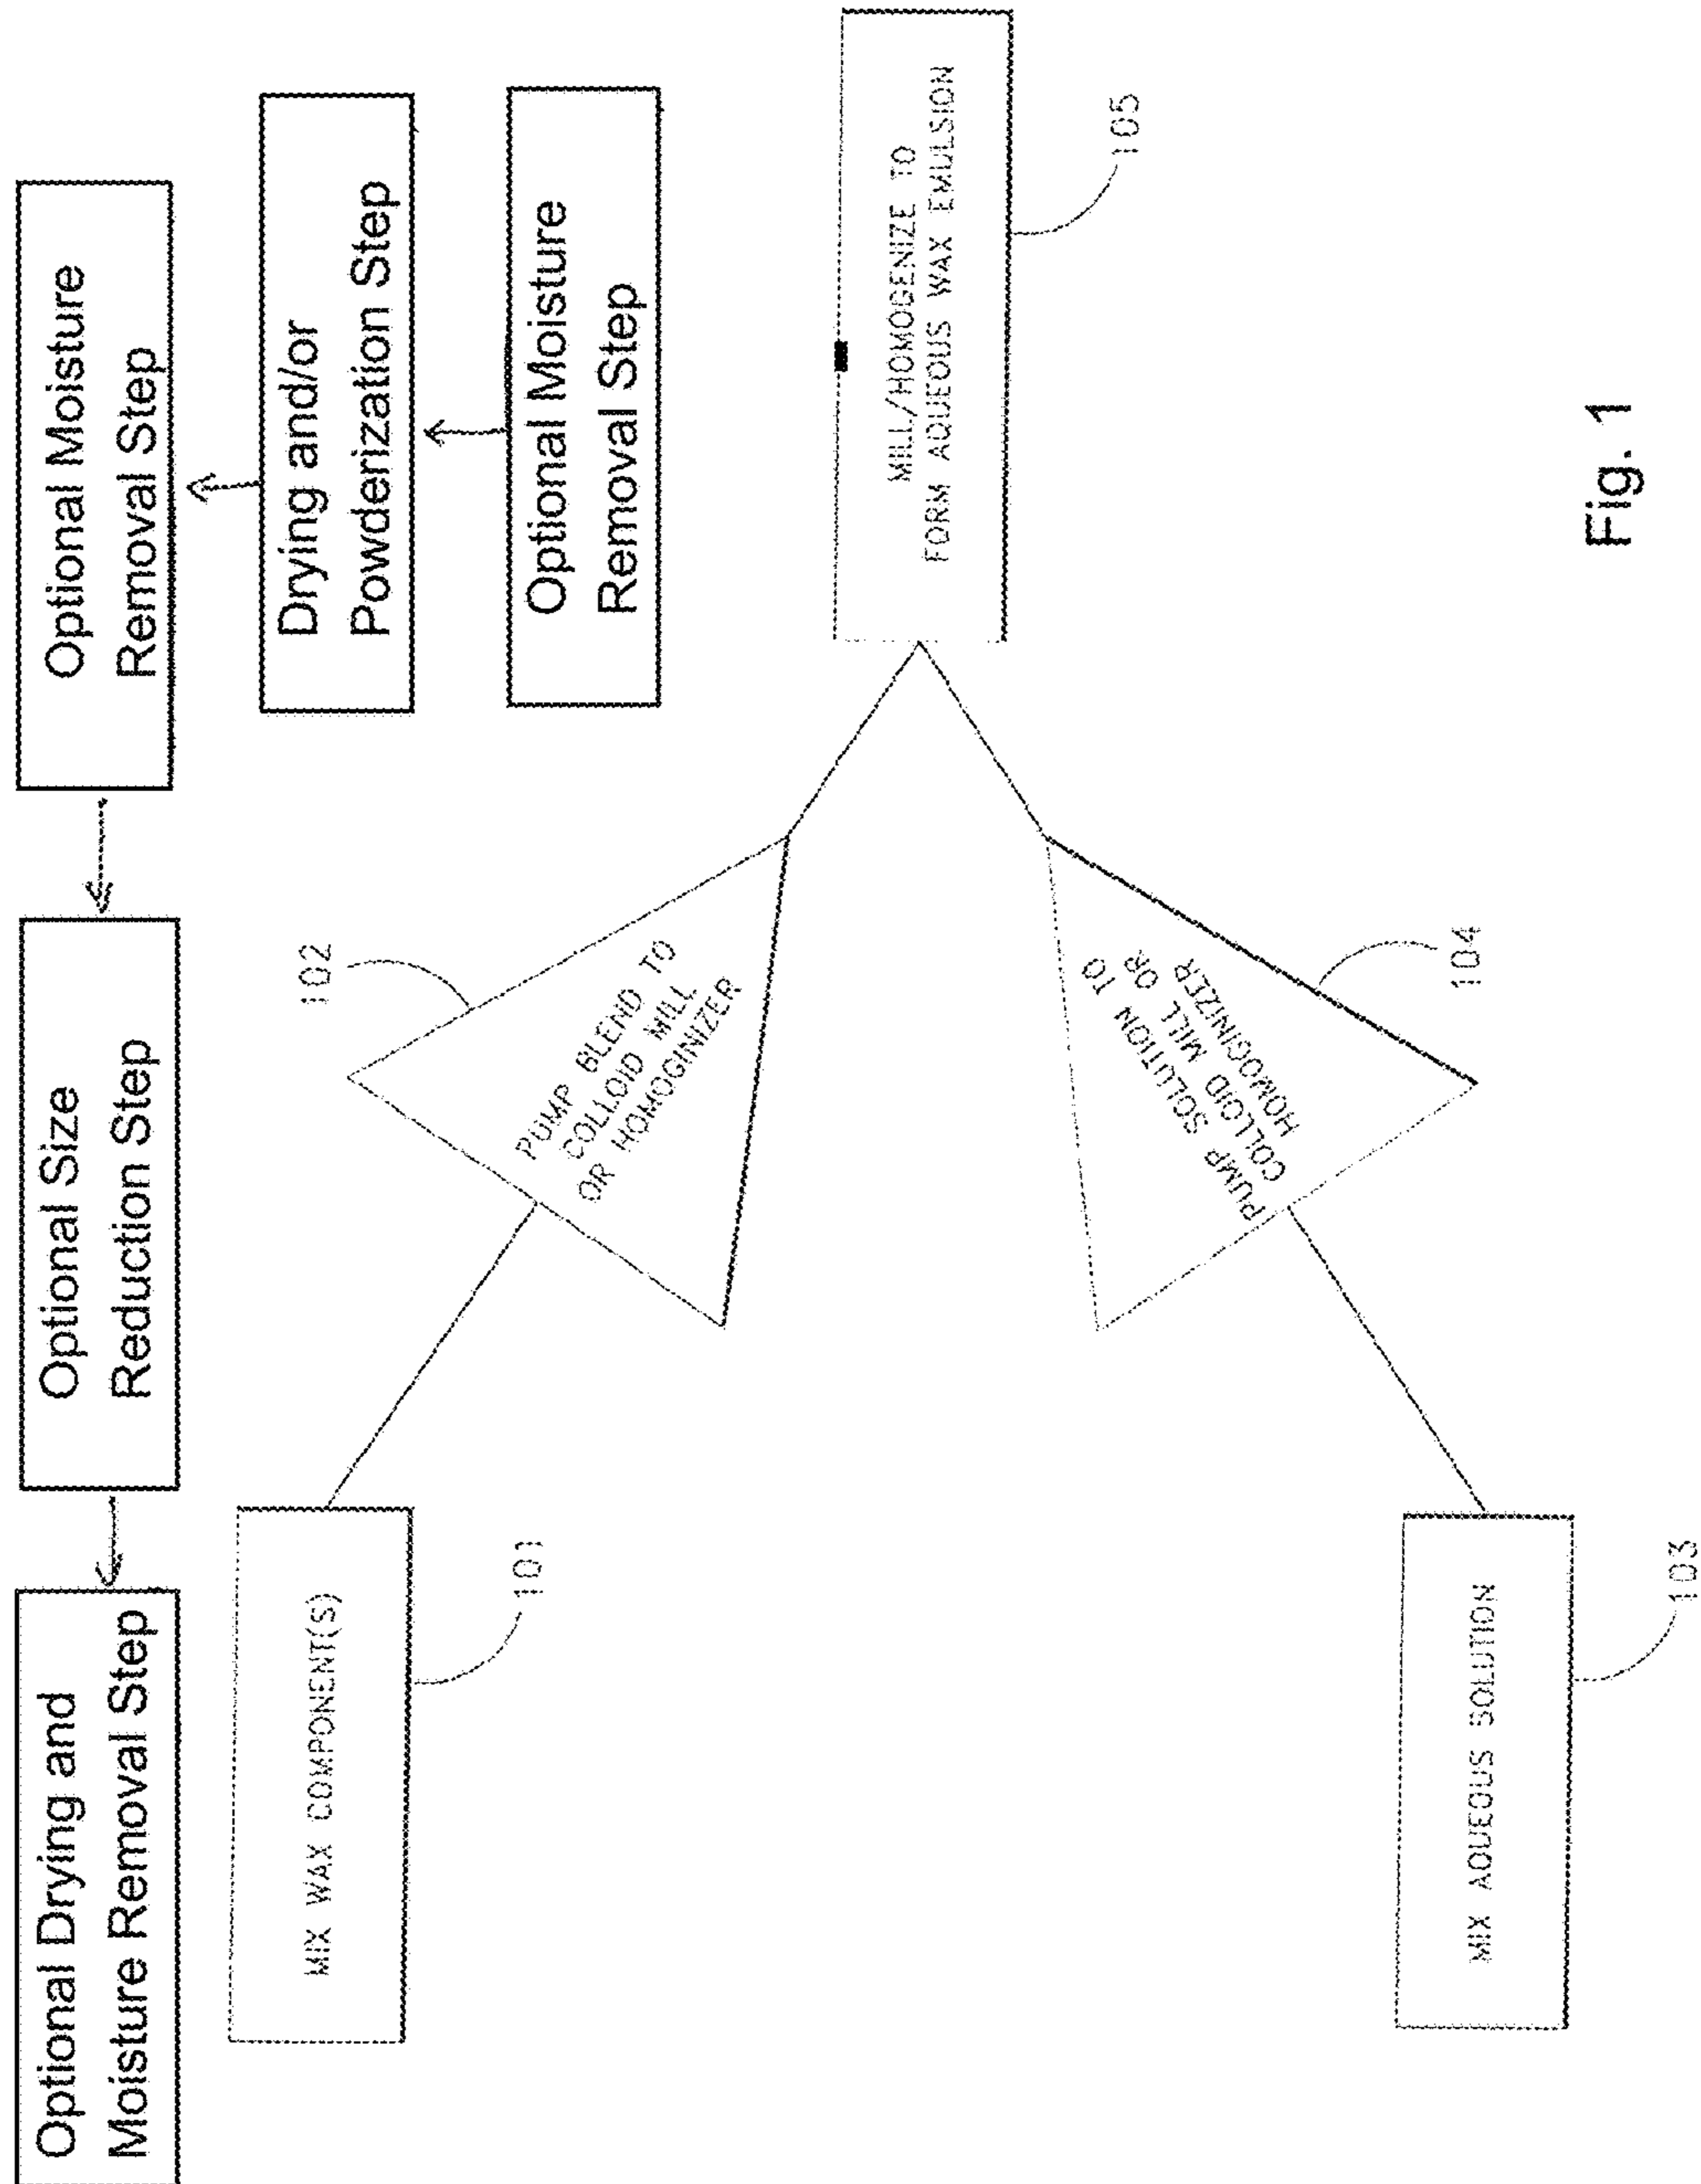 Optional Drying and
Moisture Removal Step
Optional Size
Reduction Step
Optional Moisture
Removal Step
Drying and/or
Powderization Step
Optional Moisture
Removal Step
MIX WAX COMPONENT(S)
101
PUMP BLEND TO
COLLOID MILL
OR HOMOGINIZER
102
MILL/HOMOGENIZE TO
FORM AQUEOUS WAX EMULSION
105
MIX AQUEOUS SOLUTION
103
PUMP SOLUTION TO
COLLOID MILL OR
HOMOGINIZER
104
Fig. 1